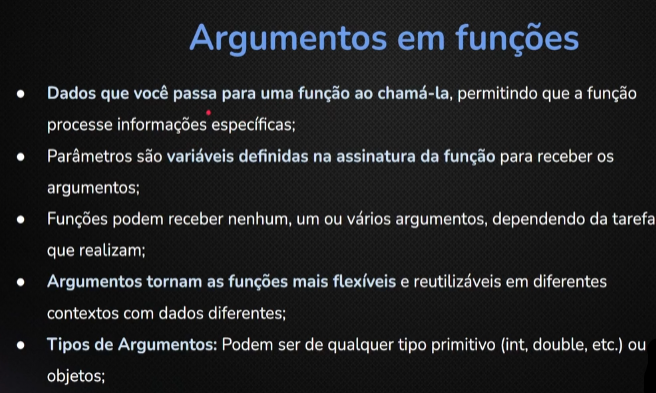 Argumentos em funções
● Dados que você passa para uma função ao chamá-la, permitindo que a função
processe informações específicas;
● Parâmetros são variáveis definidas na assinatura da função para receber os
argumentos;
● Funções podem receber nenhum, um ou vários argumentos, dependendo da tarefa
que realizam;
● Argumentos tornam as funções mais flexíveis e reutilizáveis em diferentes
contextos com dados diferentes;
● Tipos de Argumentos: Podem ser de qualquer tipo primitivo (int, double, etc.) ou
objetos;